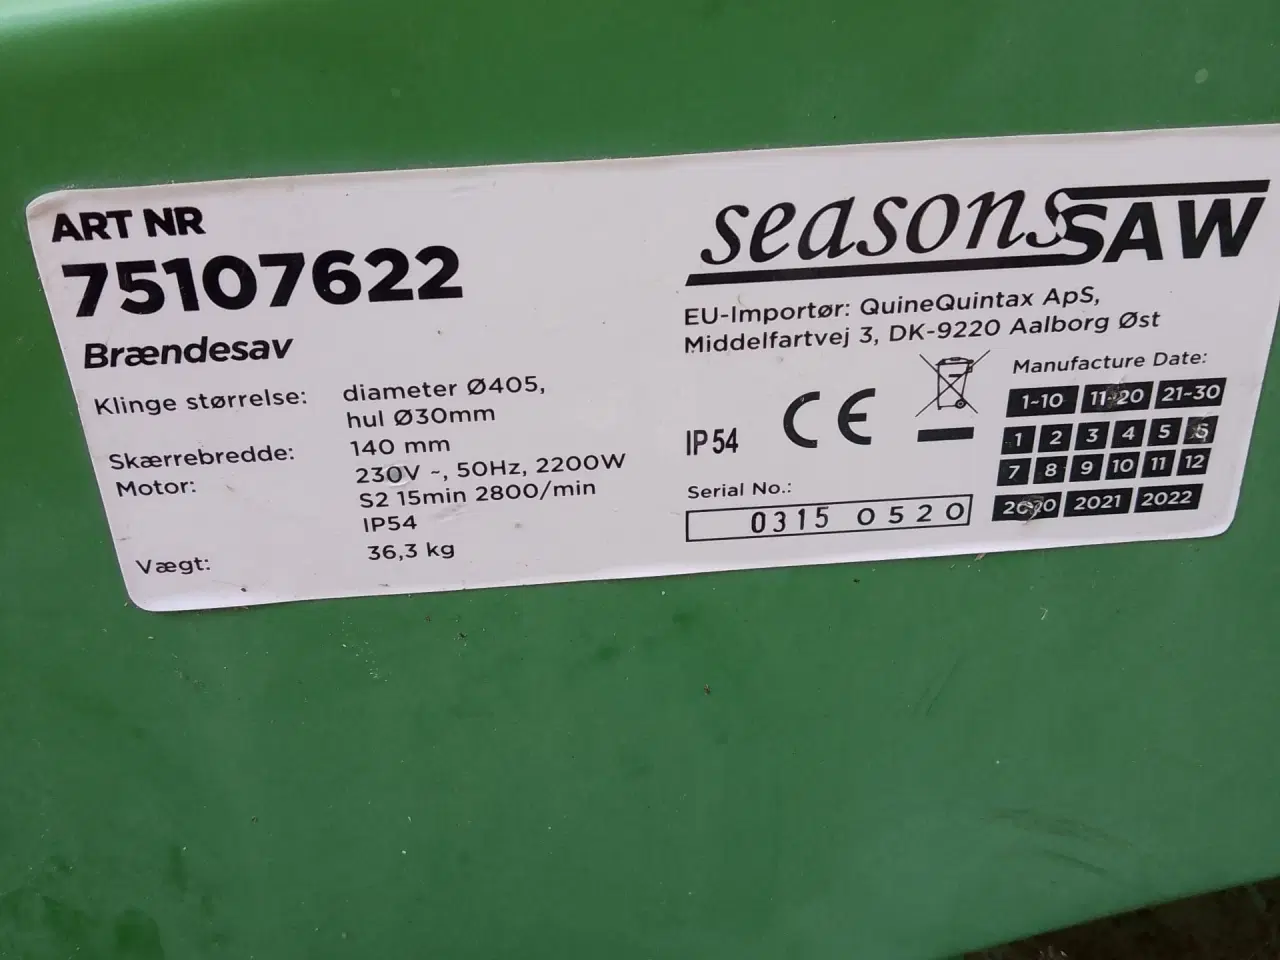 ART NR
75107622
Brændesav
Klinge størrelse: diameter Ø405,
hul Ø30mm
Skærrebredde: 140 mm
Motor: 230V ~, 50Hz, 2200W
S2 15min 2800/min
IP54
Vægt: 36,3 kg
seasonsSAW
EU-Importør: QuineQuintax ApS,
Middelfartvej 3, DK-9220 Aalborg Øst
IP54
CE
Serial No.:
0315 0520
Manufacture Date:
1-10 11-20 21-30
1 2 3 4 5 6
7 8 9 10 11 12
2020 2021 2022